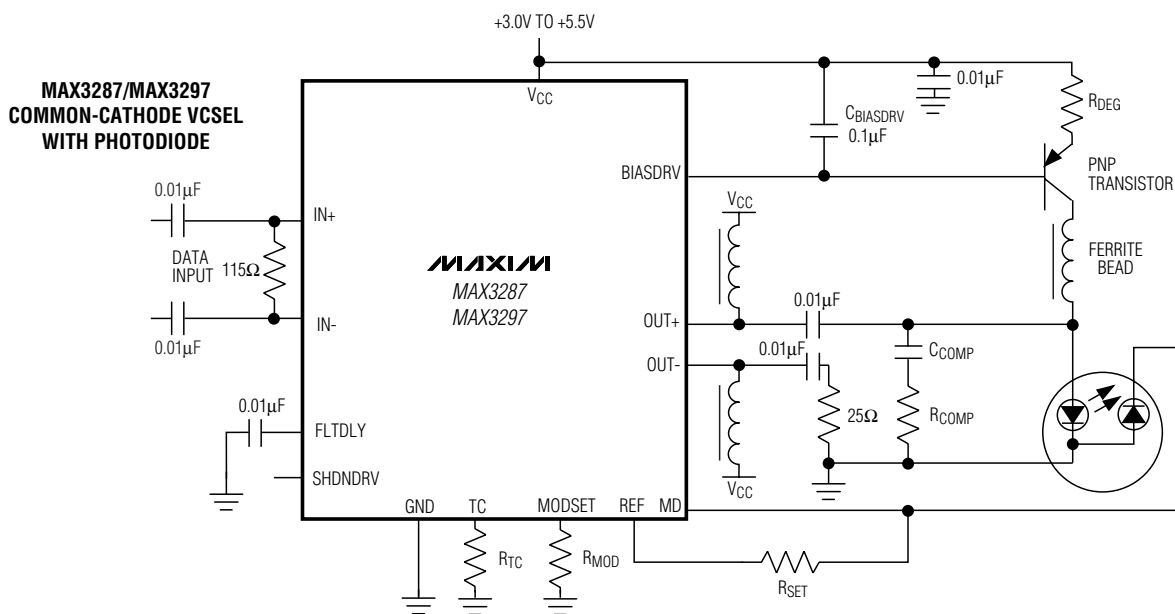 +3.0V TO +5.5V
MAX3287/MAX3297
COMMON-CATHODE VCSEL
WITH PHOTODIODE
VCC
0.01µF
RDEG
CBIASDRV
0.1µF
BIASDRV
PNP
TRANSISTOR
0.01µF
IN+
VCC
DATA
INPUT
115Ω
MAXIM
MAX3287
MAX3297
FERRITE
BEAD
0.01µF
IN-
OUT+
0.01µF
OUT-
0.01µF
CCOMP
0.01µF
25Ω
RCOMP
FLTDLY
SHDNDRV
VCC
GND
TC
MODSET
REF
MD
RTC
RMOD
RSET